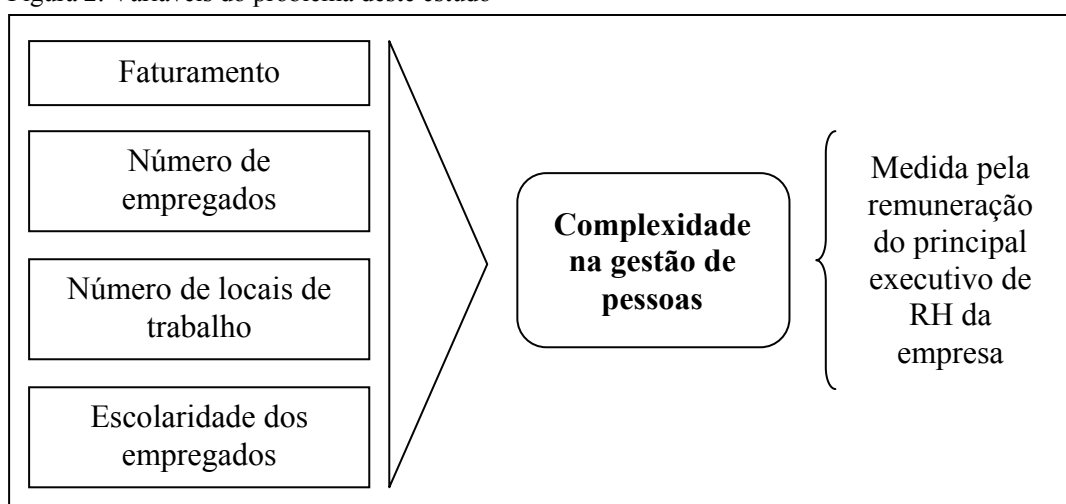 Figura 2: Variáveis do problema deste estudo
Faturamento
Número de
empregados
Número de locais de
trabalho
Escolaridade dos
empregados
Complexidade
na gestão de
pessoas
Medida pela
remuneração
do principal
executivo de
RH da
empresa